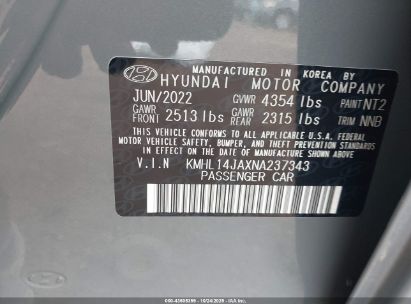 MANUFACTURED IN KOREA BY
HYUNDAI MOTOR COMPANY
JUN/2022 GVWR 4354 lbs PAINT NT2
GAWR FRONT 2513 lbs GAWR REAR 2315 lbs TRIM NNB
THIS VEHICLE CONFORMS TO ALL APPLICABLE U.S.A. FEDERAL
MOTOR VEHICLE SAFETY, BUMPER, AND THEFT PREVENTION
STANDARDS IN EFFECT ON THE DATE OF MANUFACTURE SHOWN ABOVE.
V.I.N KMHL14JAXNA237343
PASSENGER CAR